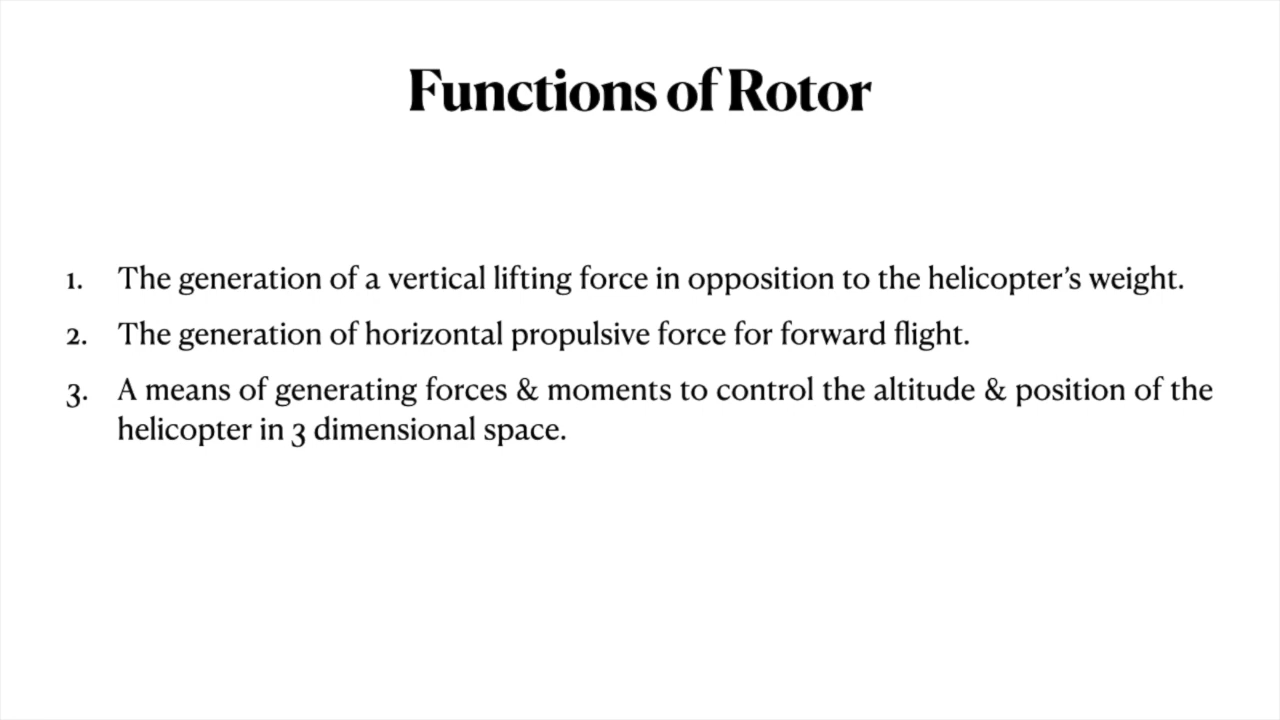 Functions of Rotor
1. The generation of a vertical lifting force in opposition to the helicopter’s weight.
2. The generation of horizontal propulsive force for forward flight.
3. A means of generating forces & moments to control the altitude & position of the
helicopter in 3 dimensional space.